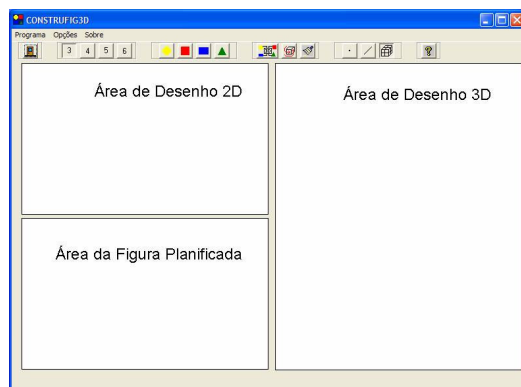 CONSTRUFIG3D
Programa Opções Sobre
3 4 5 6 ?
Área de Desenho 2D
Área de Desenho 3D
Área da Figura Planificada